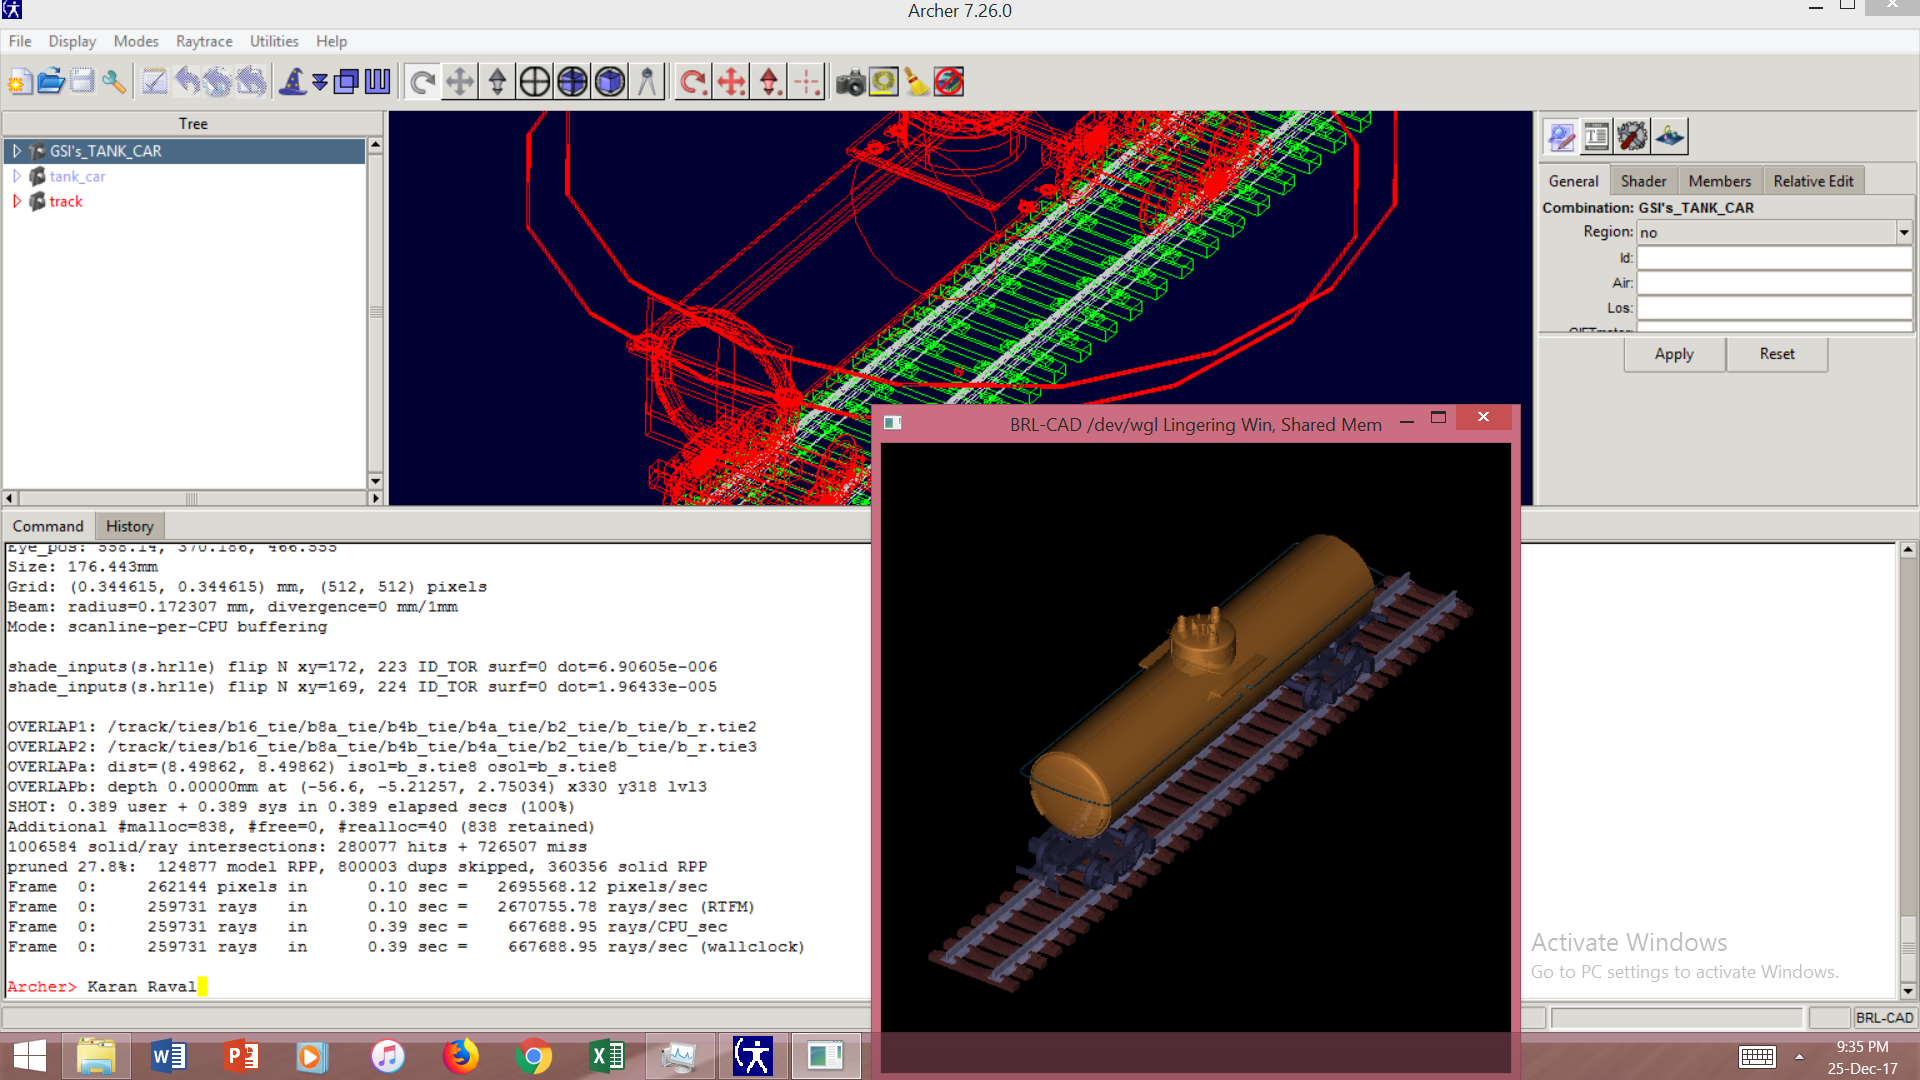 Archer 7.26.0
File Display Modes Raytrace Utilities Help
Tree
GSI's_TANK_CAR
tank_car
track
General Shader Members Relative Edit
Combination: GSI's_TANK_CAR
Region: no
Id:
Air:
Los:
Apply Reset
Command History
Eye_pos: 558.14, 370.186, 466.555
Size: 176.443mm
Grid: (0.344615, 0.344615) mm, (512, 512) pixels
Beam: radius=0.172307 mm, divergence=0 mm/1mm
Mode: scanline-per-CPU buffering
shade_inputs(s.hrl1e) flip N xy=172, 223 ID_TOR surf=0 dot=6.90605e-006
shade_inputs(s.hrl1e) flip N xy=169, 224 ID_TOR surf=0 dot=1.96433e-005
OVERLAP1: /track/ties/b16_tie/b8a_tie/b4b_tie/b4a_tie/b2_tie/b_tie/b_r.tie2
OVERLAP2: /track/ties/b16_tie/b8a_tie/b4b_tie/b4a_tie/b2_tie/b_tie/b_r.tie3
OVERLAPa: dist=(8.49862, 8.49862) isol=b_s.tie8 osol=b_s.tie8
OVERLAPb: depth 0.00000mm at (-56.6, -5.21257, 2.75034) x330 y318 lvl3
SHOT: 0.389 user + 0.389 sys in 0.389 elapsed secs (100%)
Additional #malloc=838, #free=0, #realloc=40 (838 retained)
1006584 solid/ray intersections: 280077 hits + 726507 miss
pruned 27.8%: 124877 model RPP, 800003 dups skipped, 360356 solid RPP
Frame 0: 262144 pixels in 0.10 sec = 2695568.12 pixels/sec
Frame 0: 259731 rays in 0.10 sec = 2670755.78 rays/sec (RTFM)
Frame 0: 259731 rays in 0.39 sec = 667688.95 rays/CPU_sec
Frame 0: 259731 rays in 0.39 sec = 667688.95 rays/sec (wallclock)
Archer> Karan Raval
BRL-CAD /dev/wgl Lingering Win, Shared Mem
Activate Windows
Go to PC settings to activate Windows.
BRL-CAD
9:35 PM
25-Dec-17